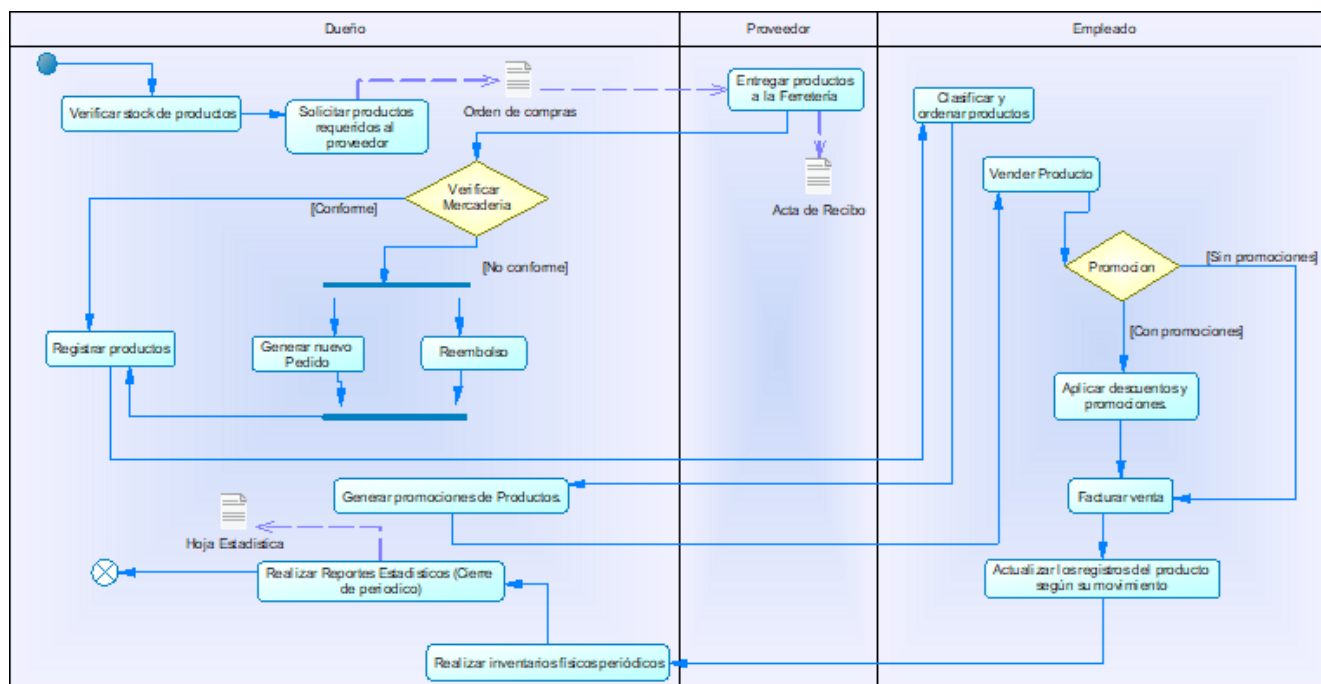 Dueño
Proveedor
Empleado
Verificar stock de productos
Solicitar productos
requeridos al
proveedor
Orden de compras
Entregar productos
a la Ferretería
Clasificar y
ordenar productos
Acta de Recibo
Vender Producto
Verificar
Mercaderia
[Conforme]
[No conforme]
Promocion
[Sin promociones]
[Con promociones]
Registrar productos
Generar nuevo
Pedido
Reembolso
Aplicar descuentos y
promociones.
Generar promociones de Productos.
Facturar venta
Hoja Estadistica
Realizar Reportes Estadísticos (Cierre
de periodico)
Actualizar los registros del producto
según su movimiento
Realizar inventarios físicos periódicos